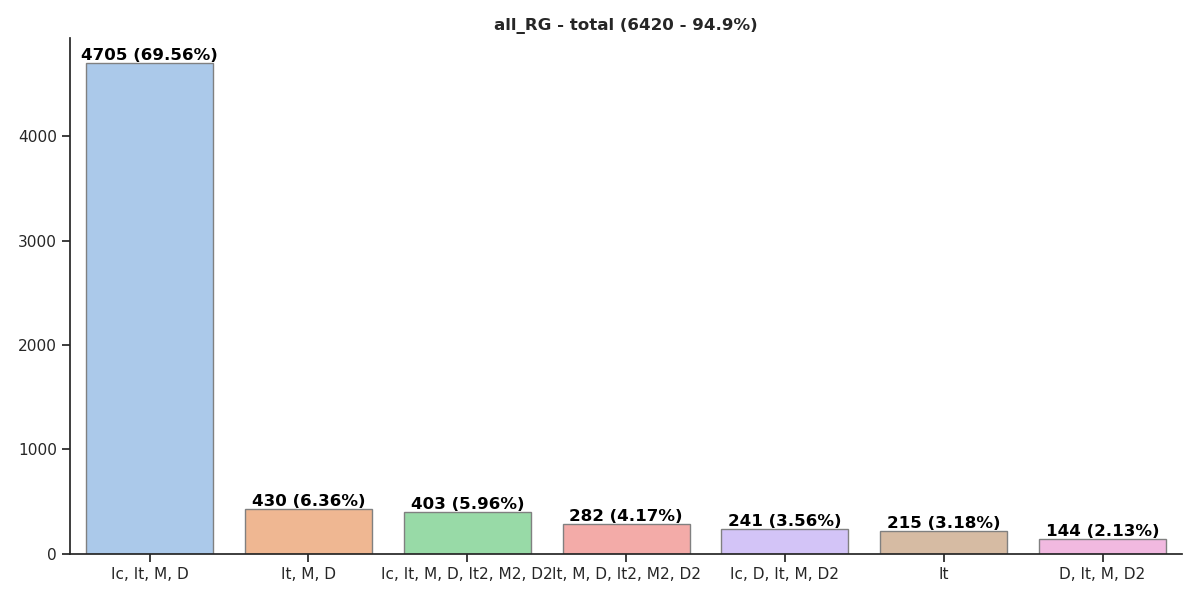 all_RG - total (6420 - 94.9%)
4705 (69.56%)
430 (6.36%)
403 (5.96%)
282 (4.17%)
241 (3.56%)
215 (3.18%)
144 (2.13%)
4000
3000
2000
1000
0
Ic, It, M, D
It, M, D
Ic, It, M, D, It2, M2, D2
It, M, D, It2, M2, D2
Ic, D, It, M, D2
It
D, It, M, D2